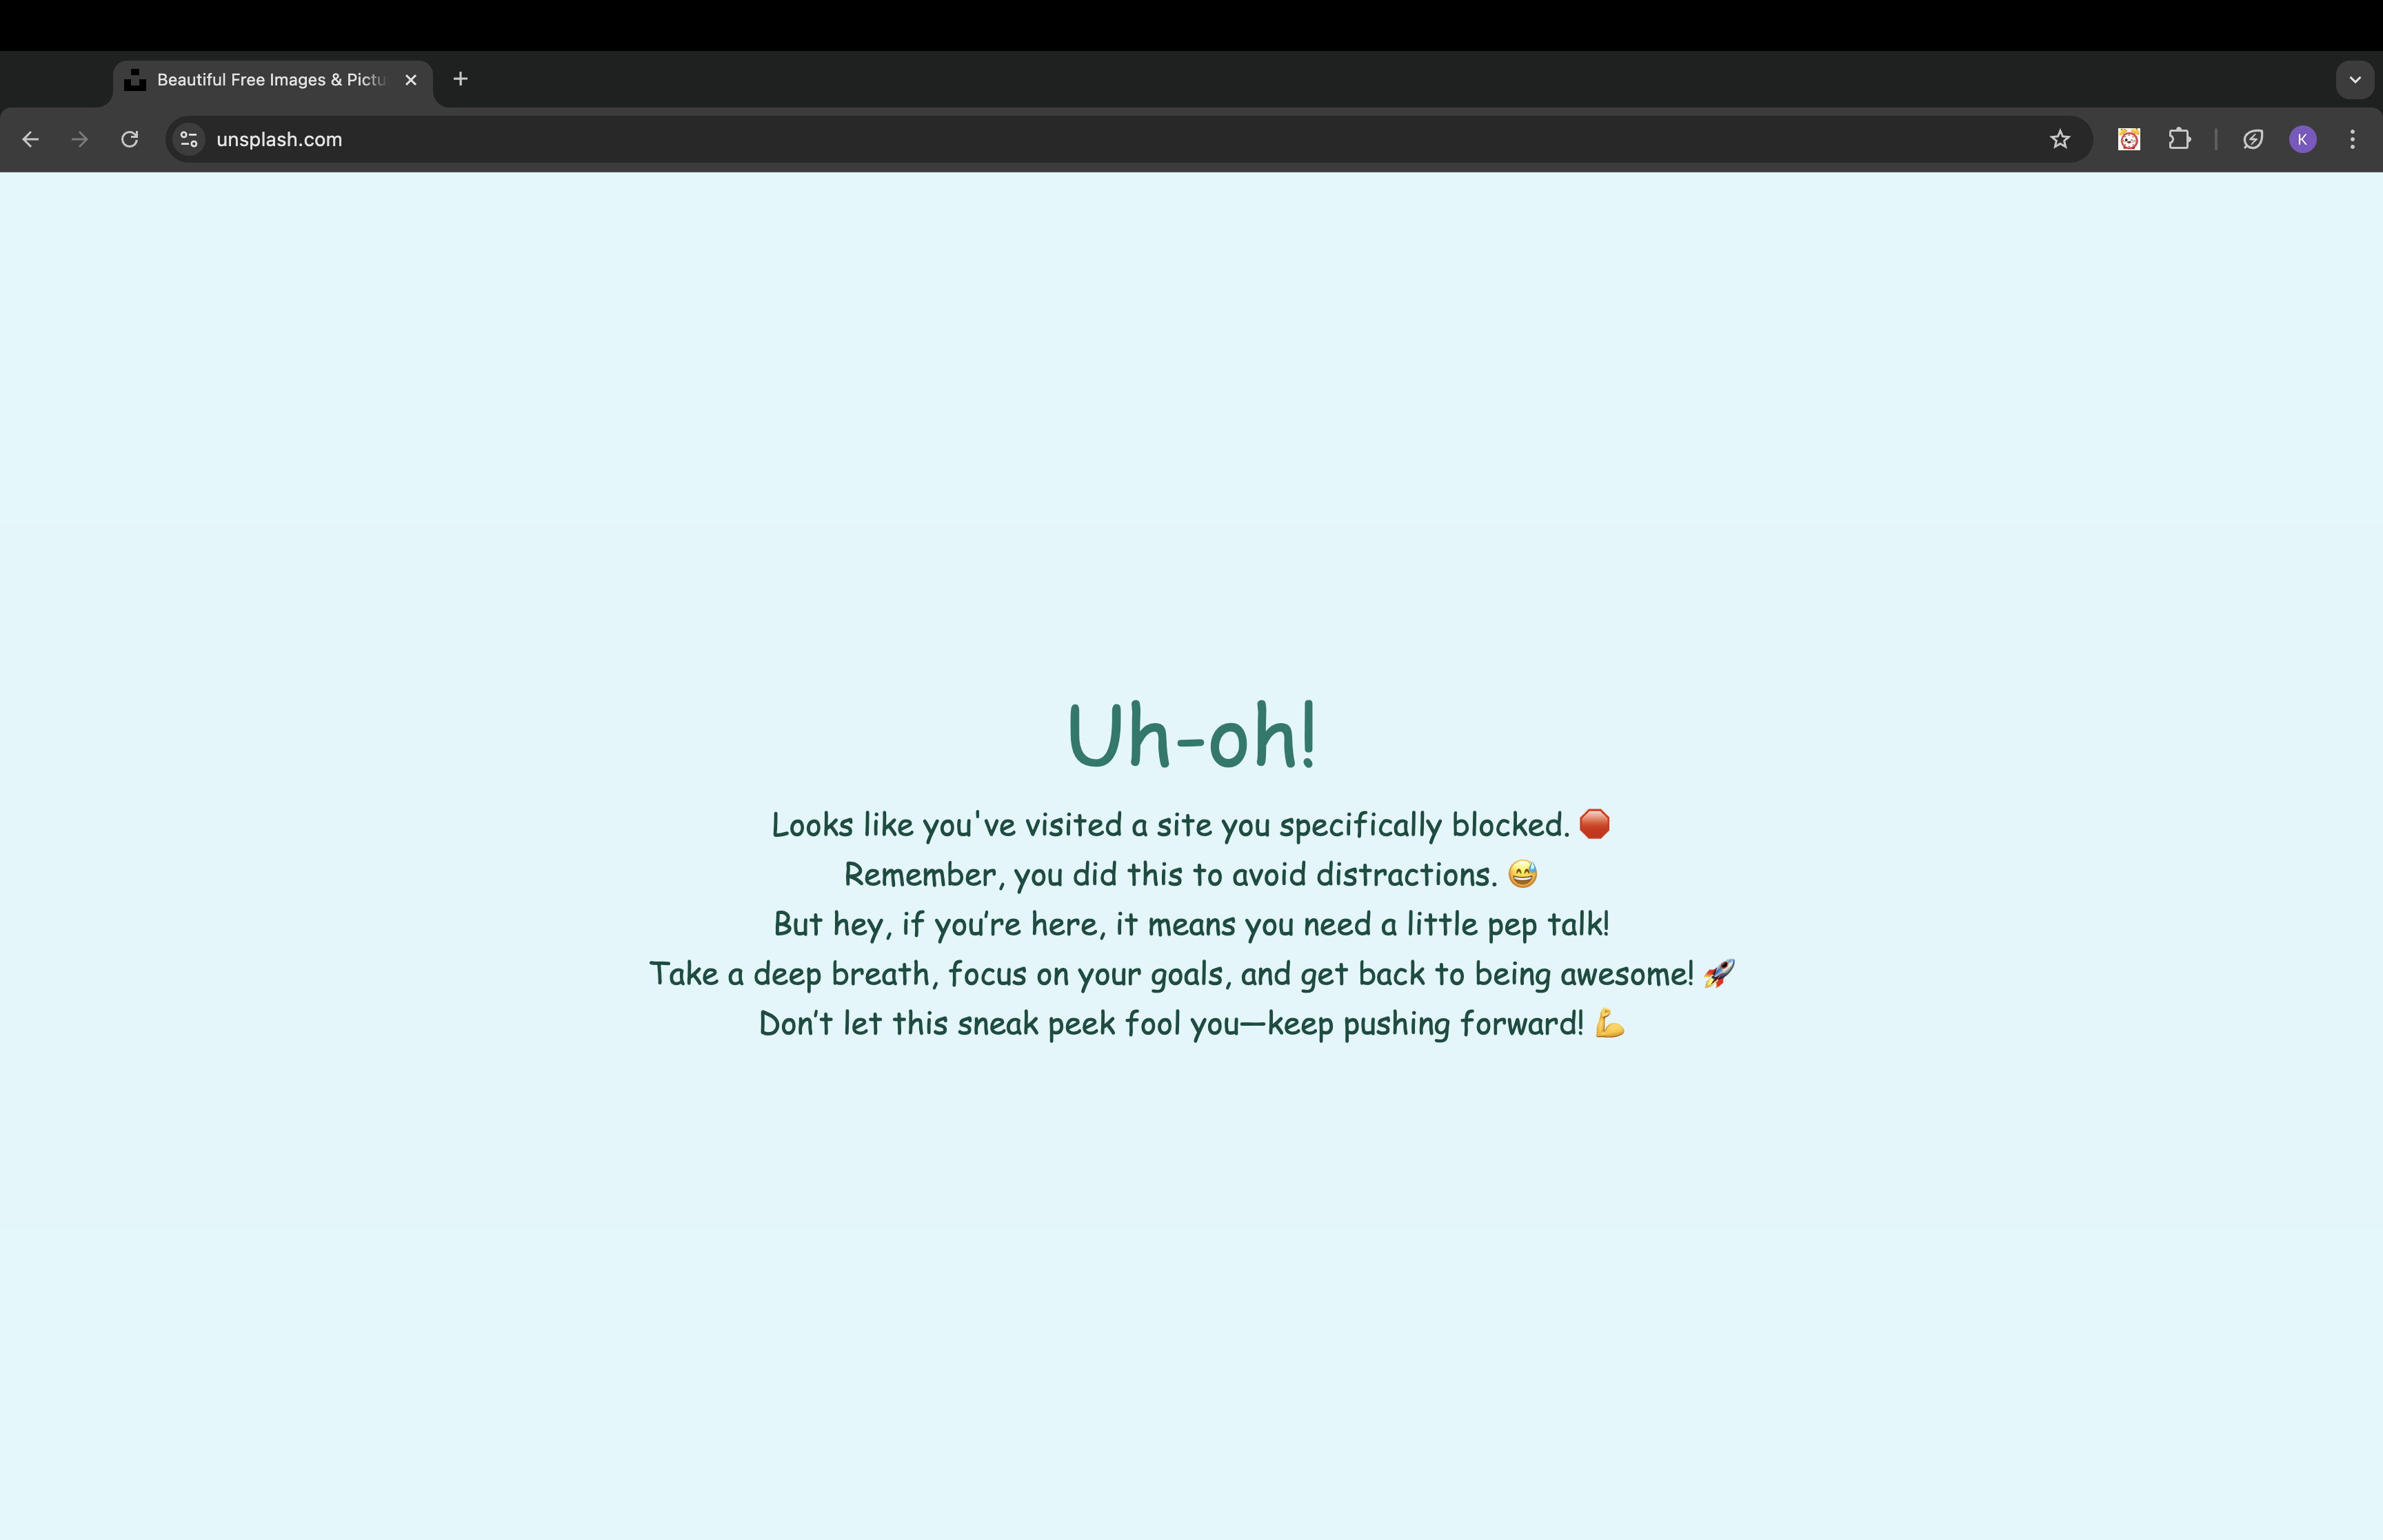 Beautiful Free Images & Pictu
unsplash.com
K
Uh-oh!
Looks like you've visited a site you specifically blocked. 🛑
Remember, you did this to avoid distractions. 😅
But hey, if you’re here, it means you need a little pep talk!
Take a deep breath, focus on your goals, and get back to being awesome! 🚀
Don’t let this sneak peek fool you—keep pushing forward! 💪